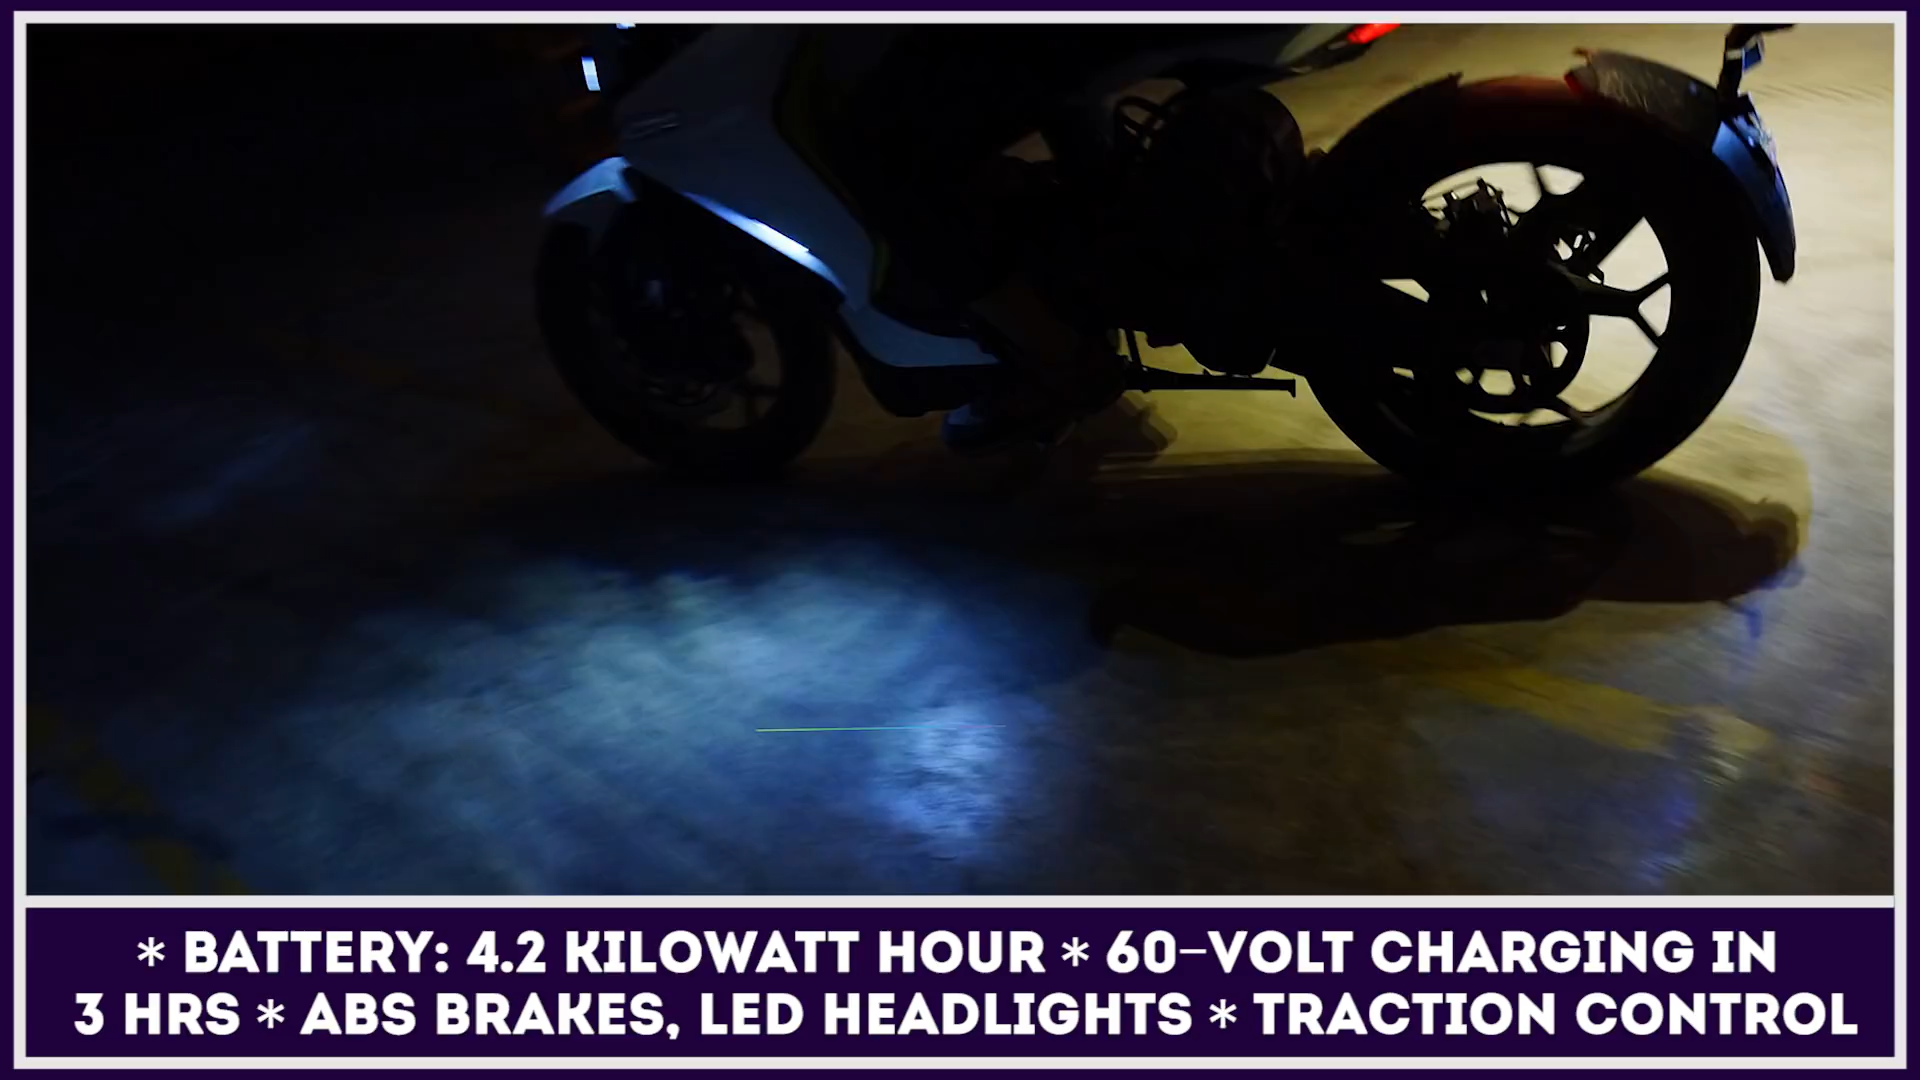 * BATTERY: 4.2 KILOWATT HOUR * 60-VOLT CHARGING IN
3 HRS * ABS BRAKES, LED HEADLIGHTS * TRACTION CONTROL